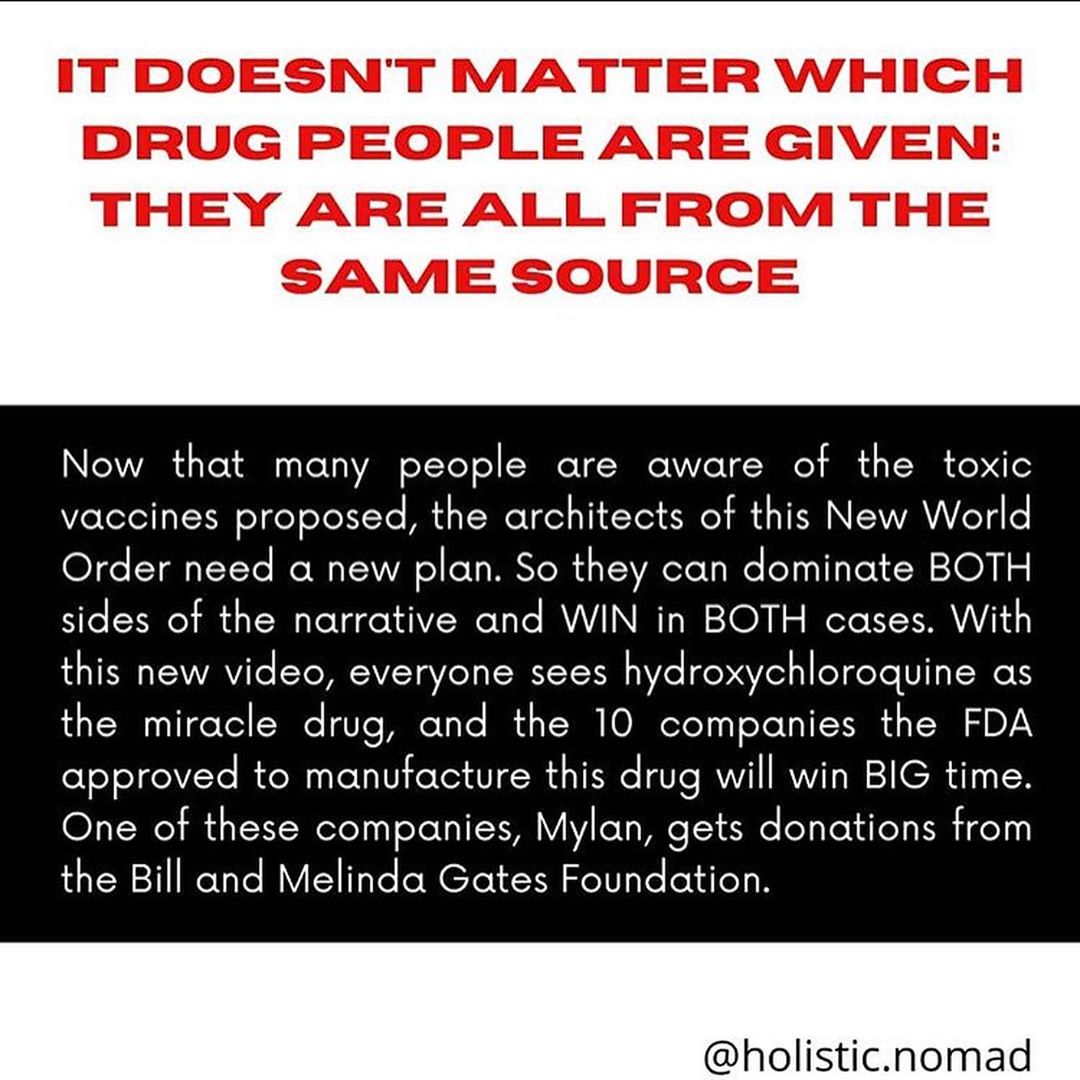 IT DOESN'T MATTER WHICH
DRUG PEOPLE ARE GIVEN:
THEY ARE ALL FROM THE
SAME SOURCE
Now that many people are aware of the toxic
vaccines proposed, the architects of this New World
Order need a new plan. So they can dominate BOTH
sides of the narrative and WIN in BOTH cases. With
this new video, everyone sees hydroxychloroquine as
the miracle drug, and the 10 companies the FDA
approved to manufacture this drug will win BIG time.
One of these companies, Mylan, gets donations from
the Bill and Melinda Gates Foundation.
@holistic.nomad